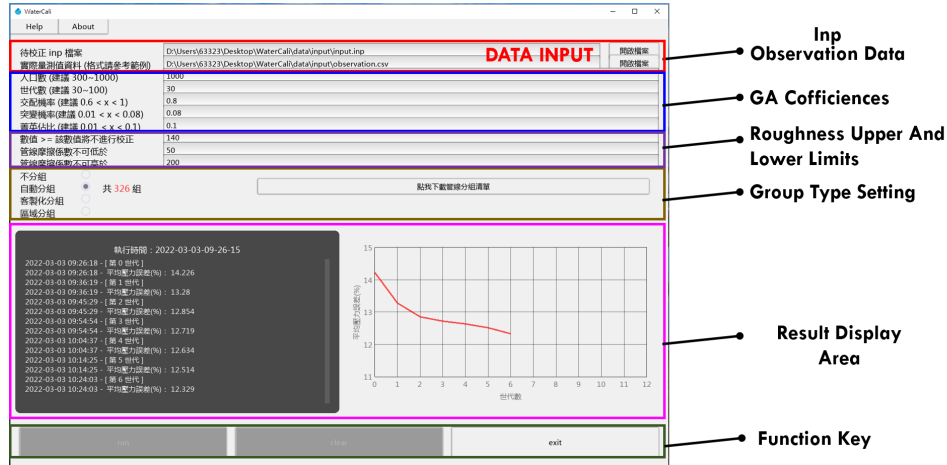 WaterCali
Help About
待校正 inp 檔案 D:\Users\63323\Desktop\WaterCali\data\input\input.inp DATA INPUT 開啟檔案
實際量測值資料 (格式請參考範例) D:\Users\63323\Desktop\WaterCali\data\input\observation.csv 開啟檔案
人口數 (建議 300~1000) 1000
世代數 (建議 30~100) 30
交配機率 (建議 0.6 < x < 1) 0.8
突變機率(建議 0.01 < x < 0.08) 0.08
菁英佔比 (建議 0.01 < x < 0.1) 0.1
數值 >= 該數值將不進行校正 140
管線摩擦係數不可低於 50
管線摩擦係數不可高於 200
不分組
自動分組 共 326 組 點我下載管線分組清單
客製化分組
區域分組
執行時間：2022-03-03-09-26-15
2022-03-03 09:26:18 - [ 第 0 世代 ]
2022-03-03 09:26:18 - 平均壓力誤差(%)： 14.226
2022-03-03 09:36:19 - [ 第 1 世代 ]
2022-03-03 09:36:19 - 平均壓力誤差(%)： 13.28
2022-03-03 09:45:29 - [ 第 2 世代 ]
2022-03-03 09:45:29 - 平均壓力誤差(%)： 12.854
2022-03-03 09:54:54 - [ 第 3 世代 ]
2022-03-03 09:54:54 - 平均壓力誤差(%)： 12.719
2022-03-03 10:04:37 - [ 第 4 世代 ]
2022-03-03 10:04:37 - 平均壓力誤差(%)： 12.634
2022-03-03 10:14:25 - [ 第 5 世代 ]
2022-03-03 10:14:25 - 平均壓力誤差(%)： 12.514
2022-03-03 10:24:03 - [ 第 6 世代 ]
2022-03-03 10:24:03 - 平均壓力誤差(%)： 12.329
平均壓力誤差(%)
15
14
13
12
11
0 1 2 3 4 5 6 7 8 9 10 11 12
世代數
run clear exit
Inp
Observation Data
GA Cofficiences
Roughness Upper And
Lower Limits
Group Type Setting
Result Display
Area
Function Key